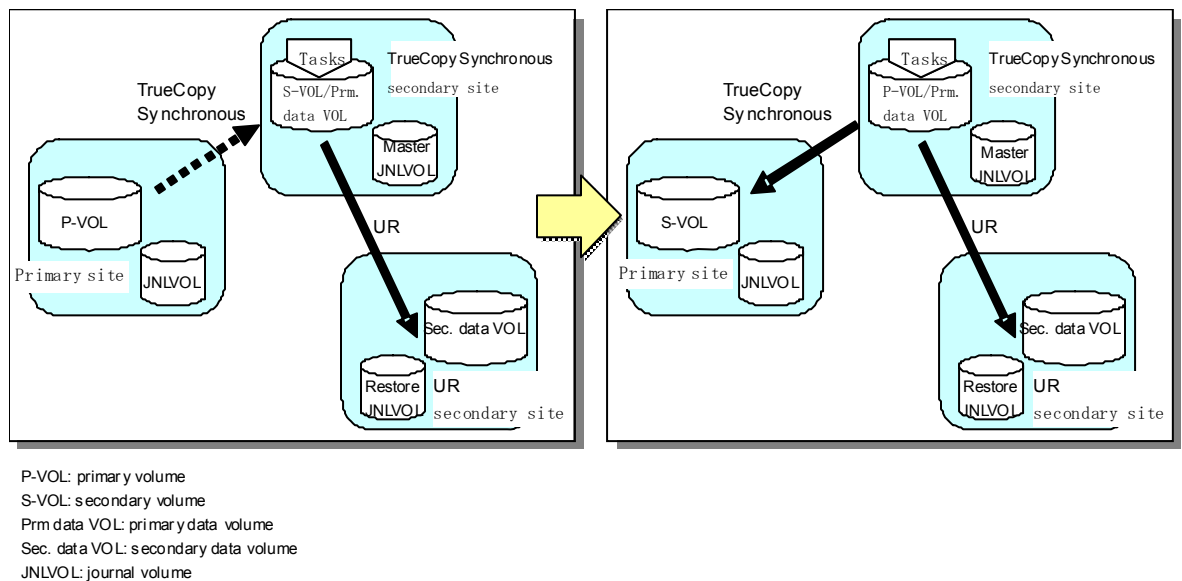 Tasks
TrueCopy Synchronous
secondary site
S-VOL/Prm.
data VOL
Master
JNLVOL
TrueCopy
Synchronous
P-VOL
Primary site
JNLVOL
UR
Sec. data VOL
Restore
JNLVOL
UR
secondary site
Tasks
TrueCopy Synchronous
secondary site
P-VOL/Prm.
data VOL
Master
JNLVOL
TrueCopy
Synchronous
S-VOL
Primary site
JNLVOL
UR
Sec. data VOL
Restore
JNLVOL
UR
secondary site
P-VOL: primary volume
S-VOL: secondary volume
Prm data VOL: primary data volume
Sec. data VOL: secondary data volume
JNLVOL: journal volume